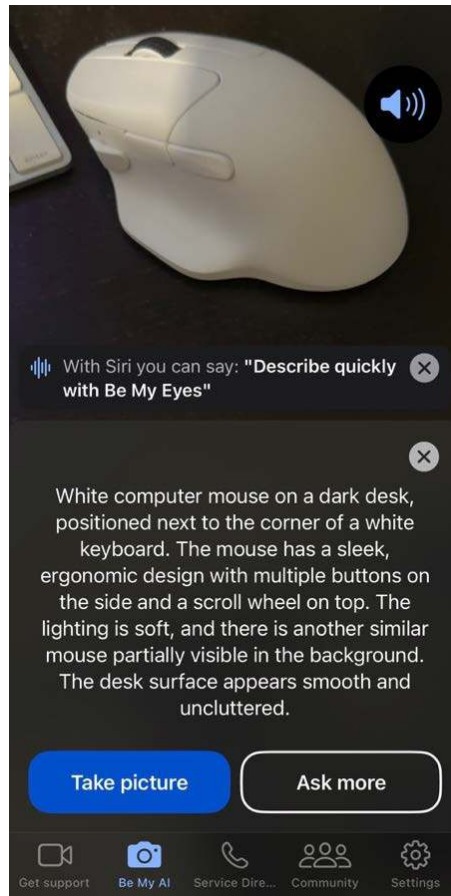 With Siri you can say: "Describe quickly
with Be My Eyes"
White computer mouse on a dark desk,
positioned next to the corner of a white
keyboard. The mouse has a sleek,
ergonomic design with multiple buttons on
the side and a scroll wheel on top. The
lighting is soft, and there is another similar
mouse partially visible in the background.
The desk surface appears smooth and
uncluttered.
Take picture
Ask more
Get support
Be My AI
Service Dire...
Community
Settings